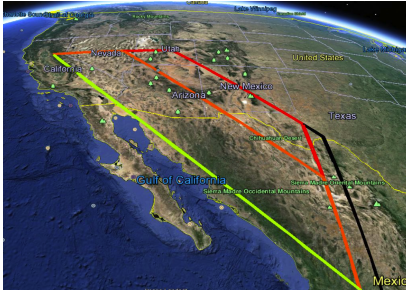 Lake Winnipeg
United States
Nevada
Utah
California
New Mexico
Arizona
Texas
Chihuahuan Desert
Gulf of California
Sierra Madre Oriental Mountains
Sierra Madre Occidental Mountains
Mexico